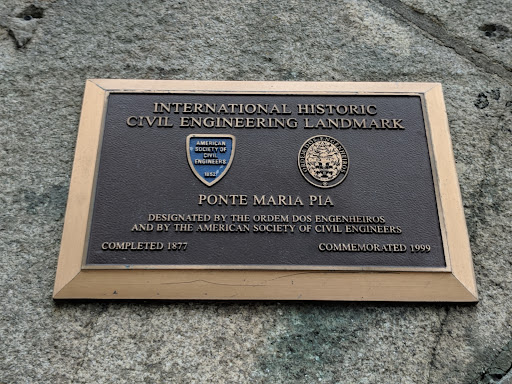 INTERNATIONAL HISTORIC
CIVIL ENGINEERING LANDMARK
AMERICAN
SOCIETY OF
CIVIL
ENGINEERS
1852
PONTE MARIA PIA
DESIGNATED BY THE ORDEM DOS ENGENHEIROS
AND BY THE AMERICAN SOCIETY OF CIVIL ENGINEERS
COMPLETED 1877
COMMEMORATED 1999